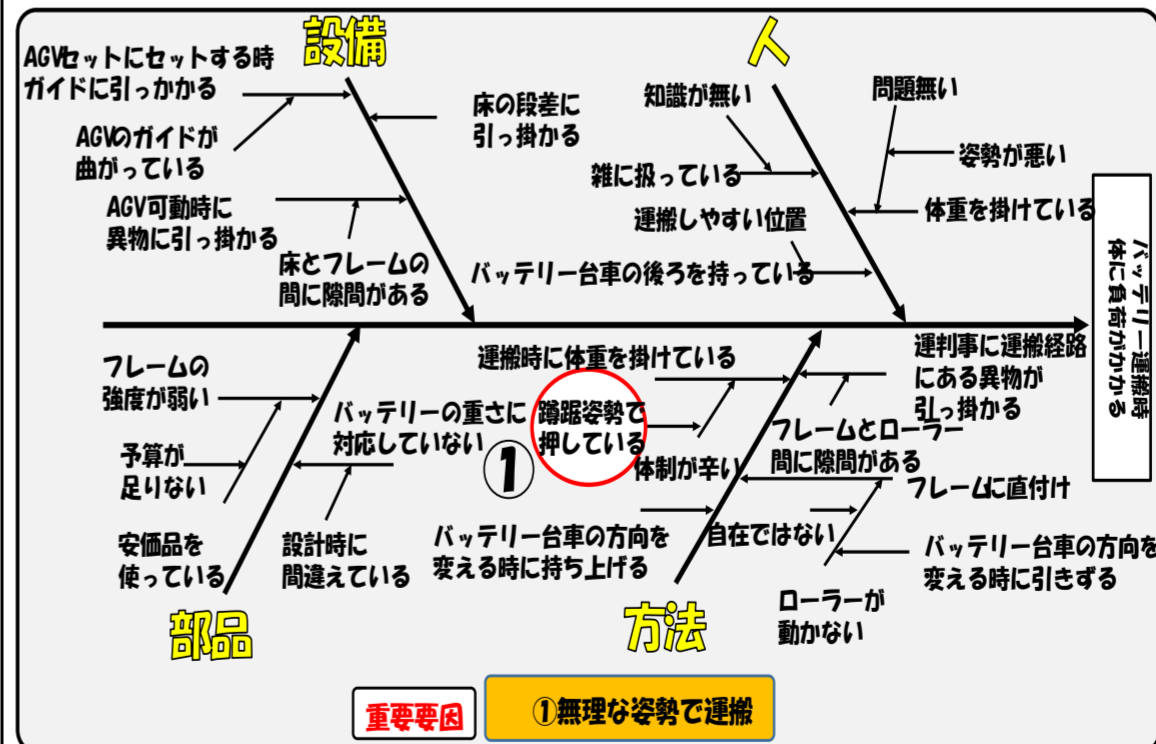 設備
人
AGVセットにセットする時
ガイドに引っかかる
AGVのガイドが
曲がっている
AGV可動時に
異物に引っ掛かる
床の段差に
引っ掛かる
床とフレームの
間に隙間がある
知識が無い
雑に扱っている
運搬しやすい位置
バッテリー台車の後ろを持っている
問題無い
姿勢が悪い
体重を掛けている
バッテリー運搬時
体に負荷がかかる
フレームの
強度が弱い
予算が
足りない
安価品を
使っている
バッテリーの重さに
対応していない
設計時に
間違えている
部品
運搬時に体重を掛けている
①
蹲踞姿勢で
押している
体制が辛い
バッテリー台車の方向を
変える時に持ち上げる
運判事に運搬経路
にある異物が
引っ掛かる
フレームとローラー
間に隙間がある
フレームに直付け
自在ではない
バッテリー台車の方向を
変える時に引きずる
ローラーが
動かない
方法
重要要因
①無理な姿勢で運搬